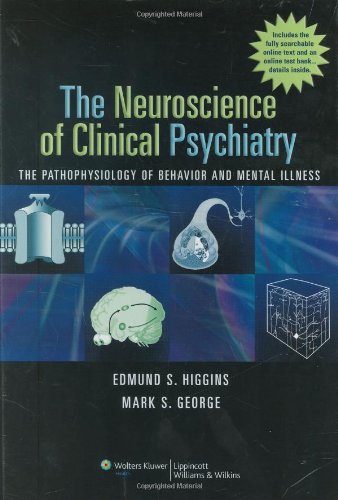 Includes the
fully searchable
online text and an
online test bank...
details inside.
The Neuroscience
of Clinical Psychiatry
THE PATHOPHYSIOLOGY OF BEHAVIOR AND MENTAL ILLNESS
EDMUND S. HIGGINS
MARK S. GEORGE
Wolters Kluwer
Health
Lippincott
Williams & Wilkins